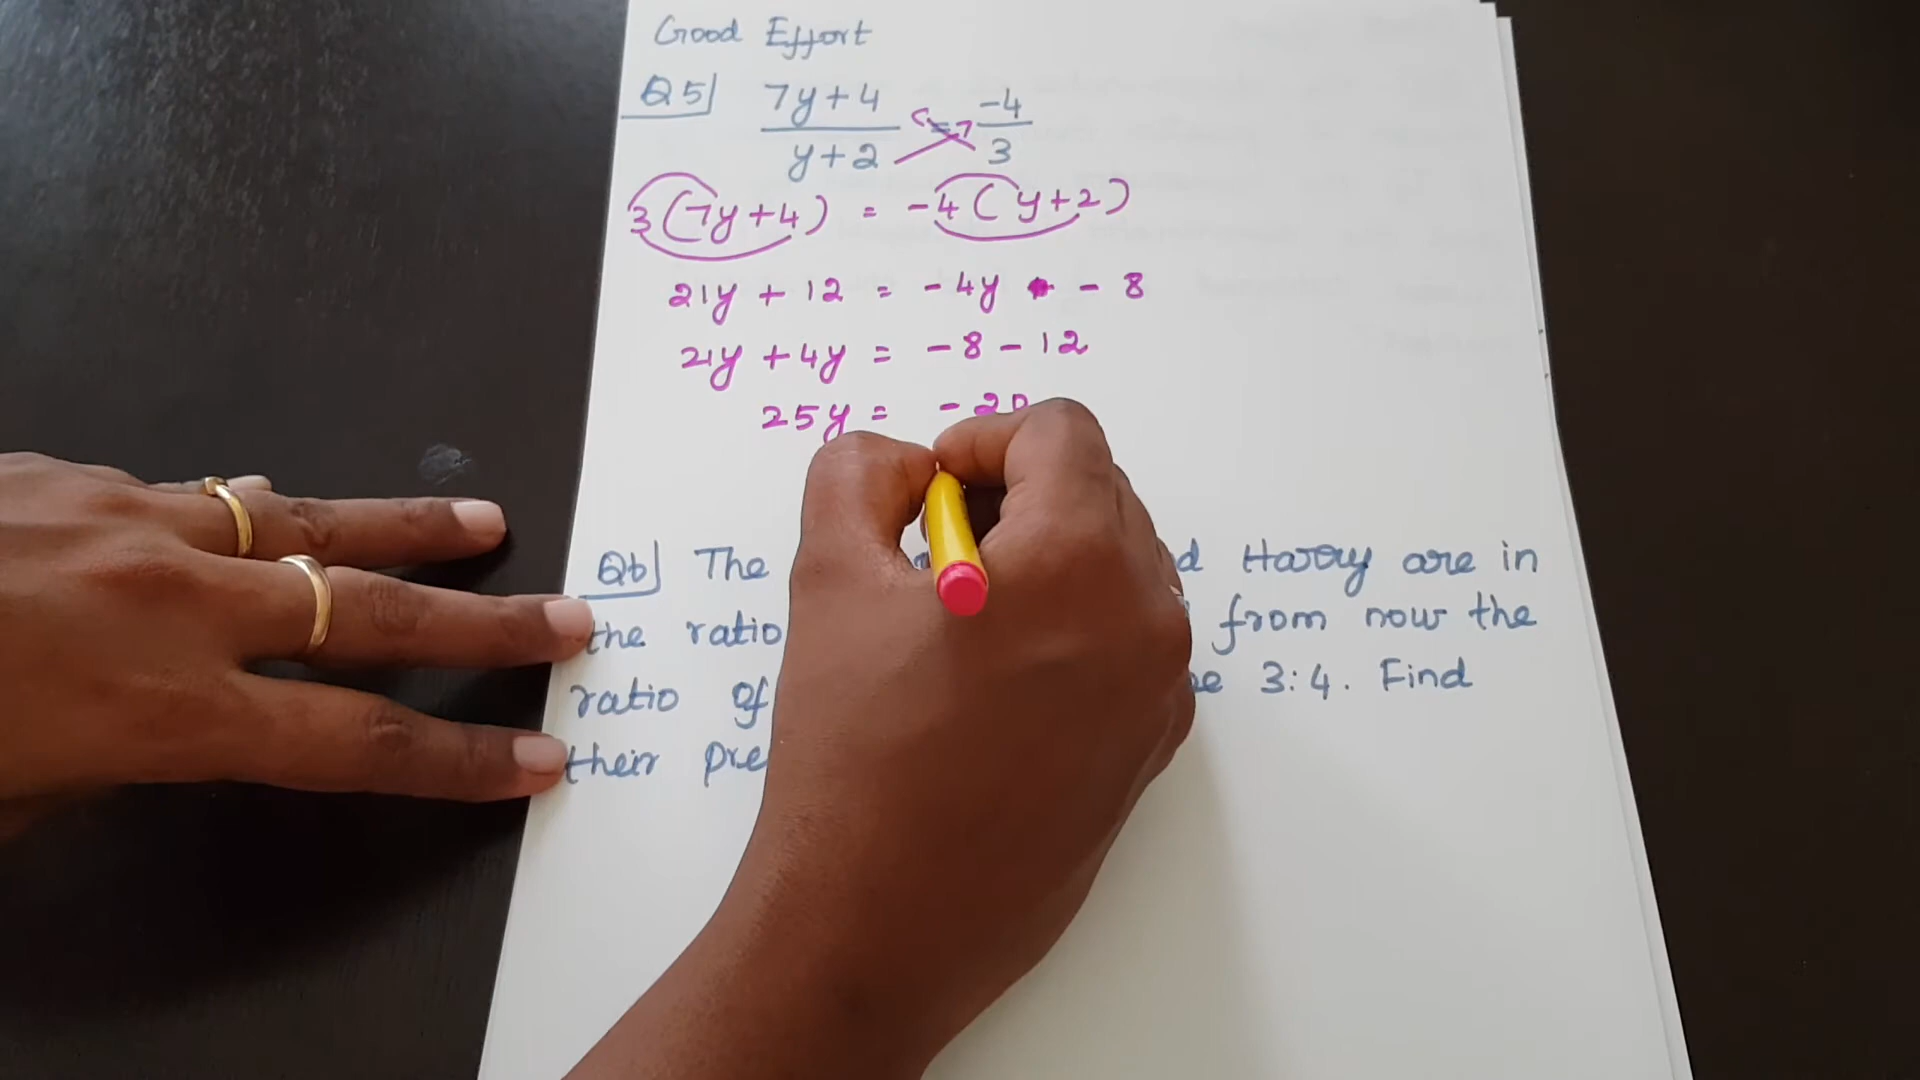 Good Effort
Q5] 7y+4 / y+2 = -4 / 3
3(7y+4) = -4(y+2)
21y + 12 = -4y - 8
21y + 4y = -8 - 12
25y = -20
Q6] The Harry are in
the ratio from now the
ratio of 3:4. Find
their